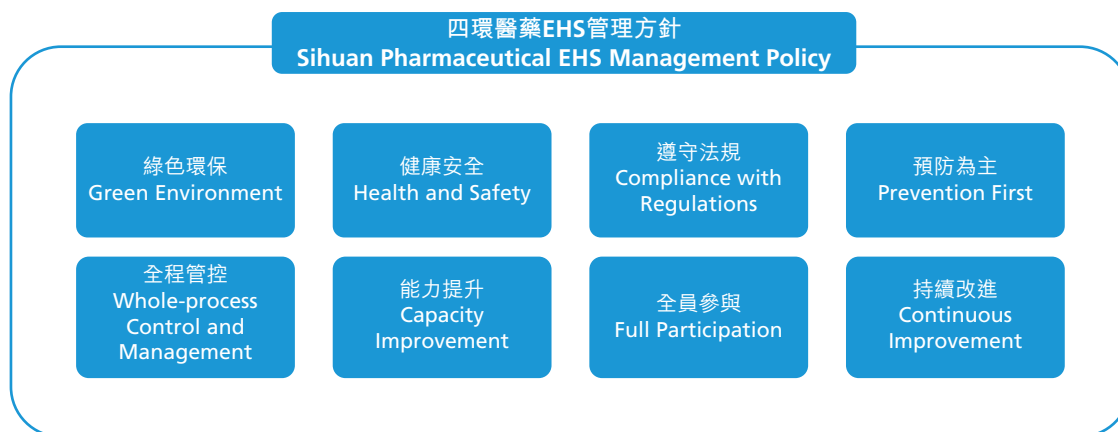 四環醫藥EHS管理方針
Sihuan Pharmaceutical EHS Management Policy
綠色環保
Green Environment
健康安全
Health and Safety
遵守法規
Compliance with
Regulations
預防為主
Prevention First
全程管控
Whole-process
Control and
Management
能力提升
Capacity
Improvement
全員參與
Full Participation
持續改進
Continuous
Improvement